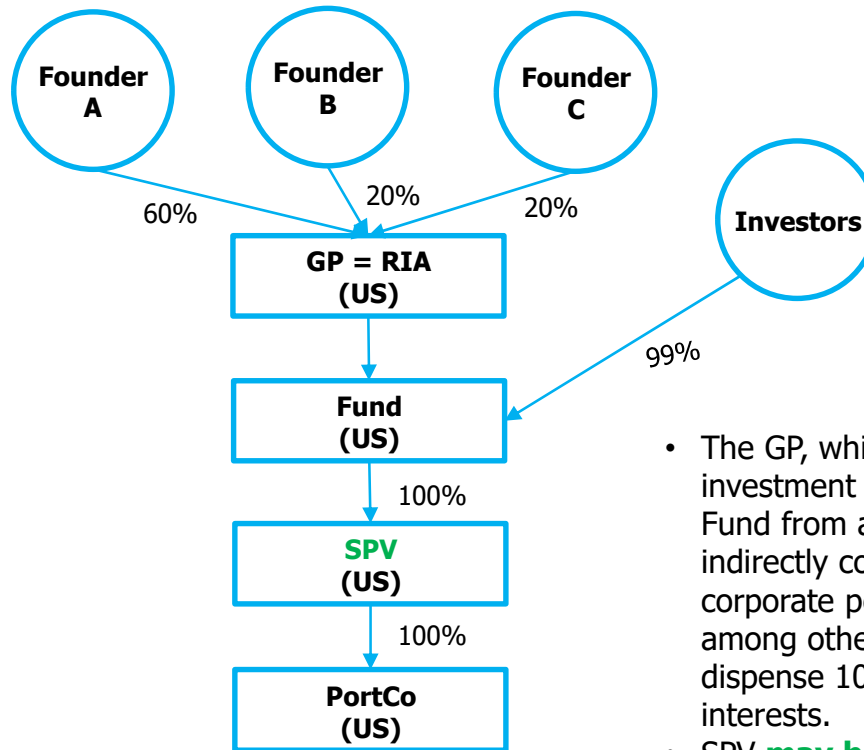 Founder
A
Founder
B
Founder
C
Investors
60%
20%
20%
GP = RIA
(US)
99%
Fund
(US)
100%
SPV
(US)
100%
PortCo
(US)
• The GP, whi
investment
Fund from a
indirectly co
corporate p
among othe
dispense 10
interests.
• SPV